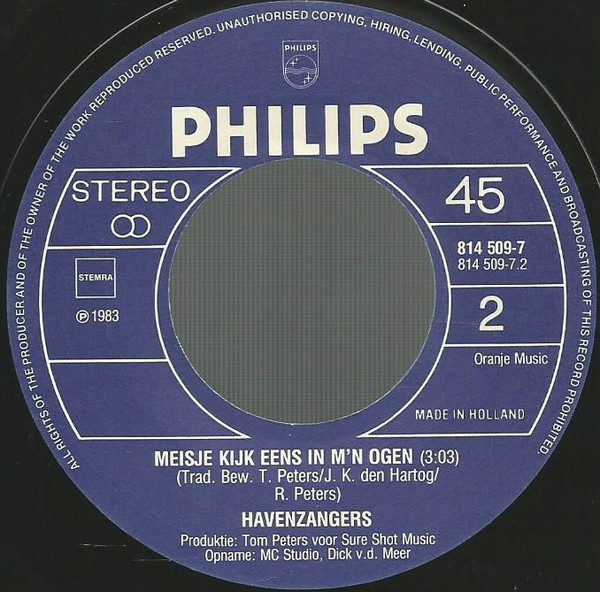 ALL RIGHTS OF THE PRODUCER AND OF THE OWNER OF THE WORK REPRODUCED RESERVED. UNAUTHORISED COPYING, HIRING, LENDING, PUBLIC PERFORMANCE AND BROADCASTING OF THIS RECORD PROHIBITED.
PHILIPS
PHILIPS
STEREO
45
814 509-7
814 509-7.2
STEMRA
℗ 1983
2
Oranje Music
MADE IN HOLLAND
MEISJE KIJK EENS IN M'N OGEN (3:03)
(Trad. Bew. T. Peters/J. K. den Hartog/
R. Peters)
HAVENZANGERS
Produktie: Tom Peters voor Sure Shot Music
Opname: MC Studio, Dick v.d. Meer